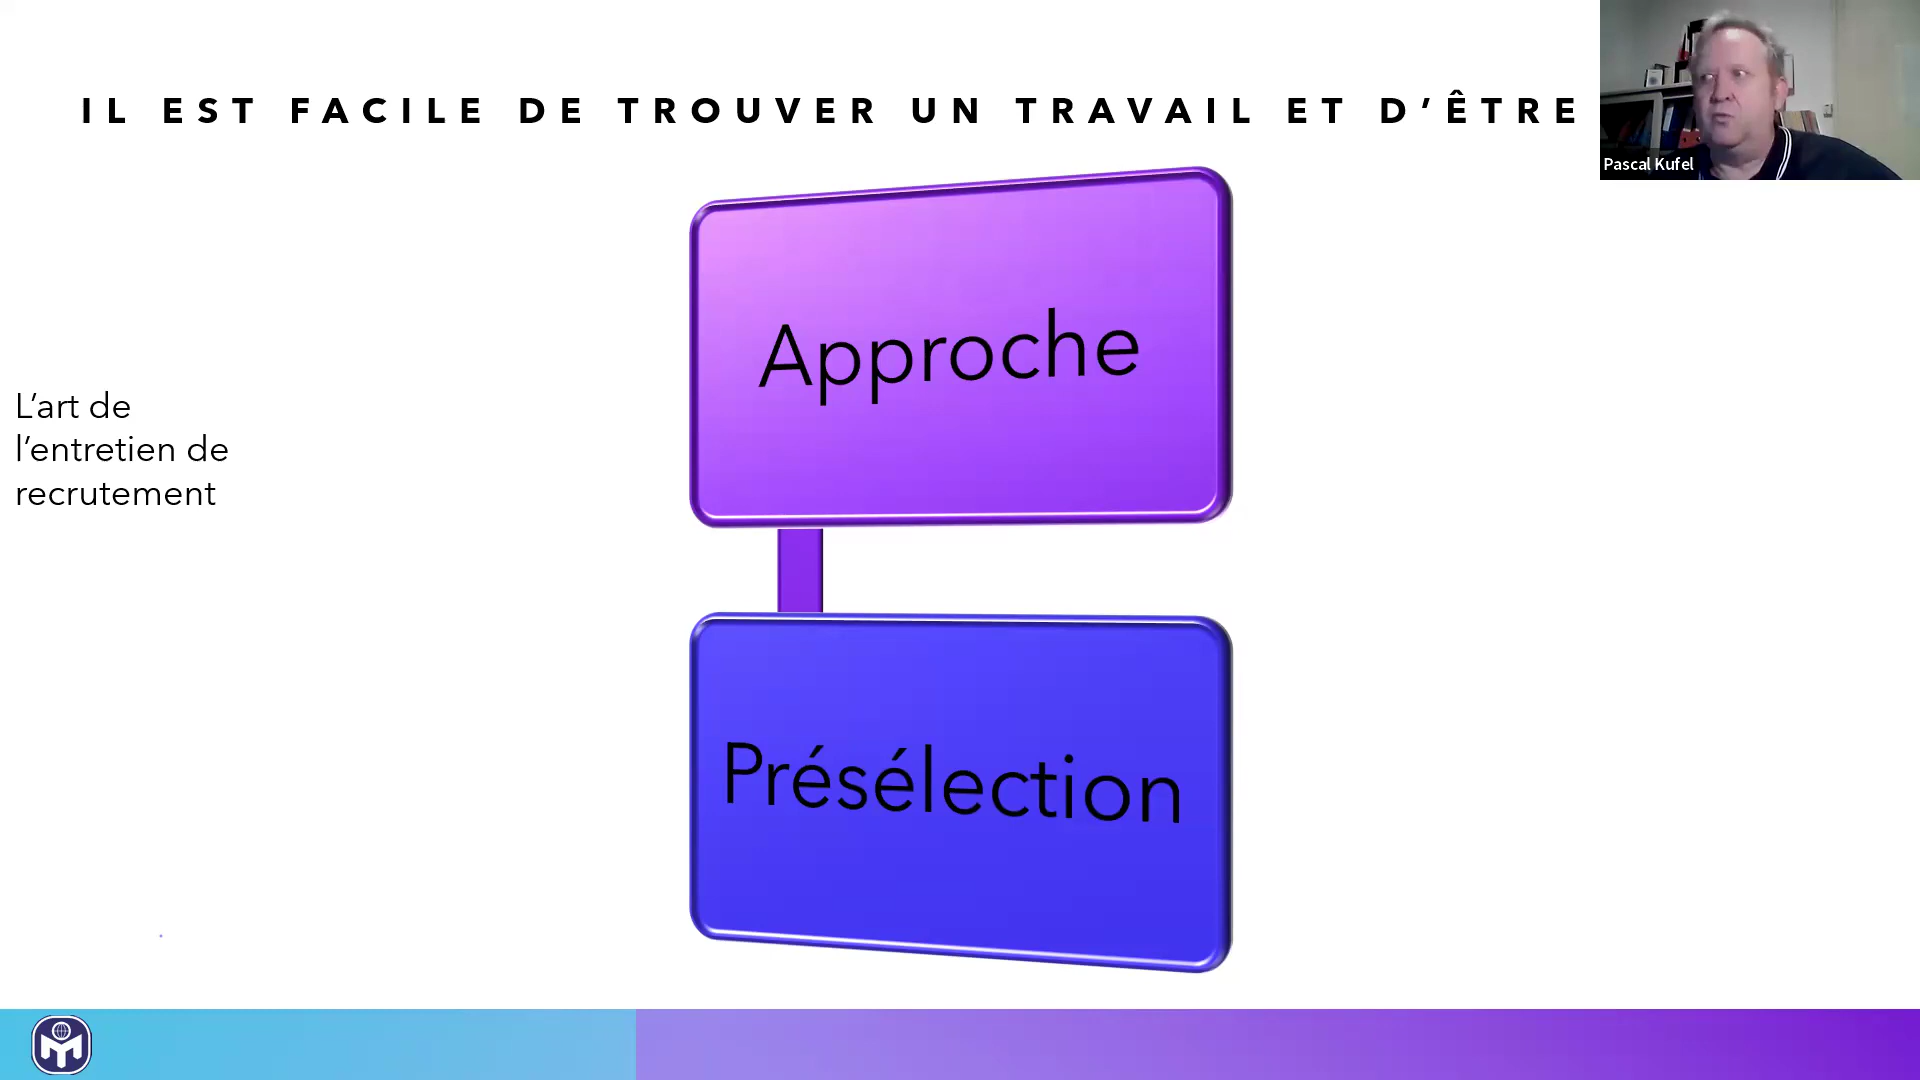 IL EST FACILE DE TROUVER UN TRAVAIL ET D’ÊTRE
Pascal Kufel
Approche
L’art de
l’entretien de
recrutement
Présélection